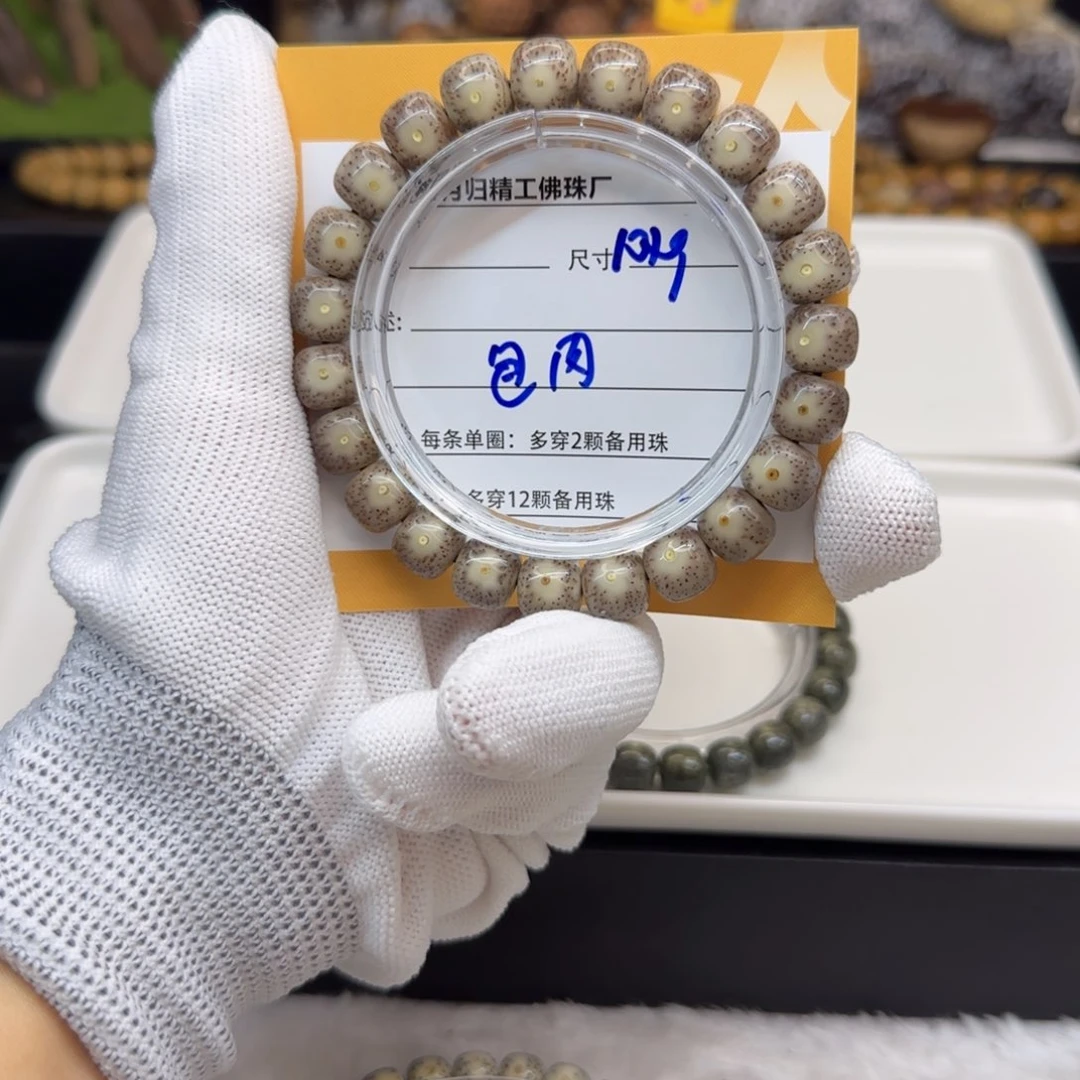 归精工佛珠厂
尺寸
包肉
每条单圈：多穿2颗备用珠
多穿12颗备用珠